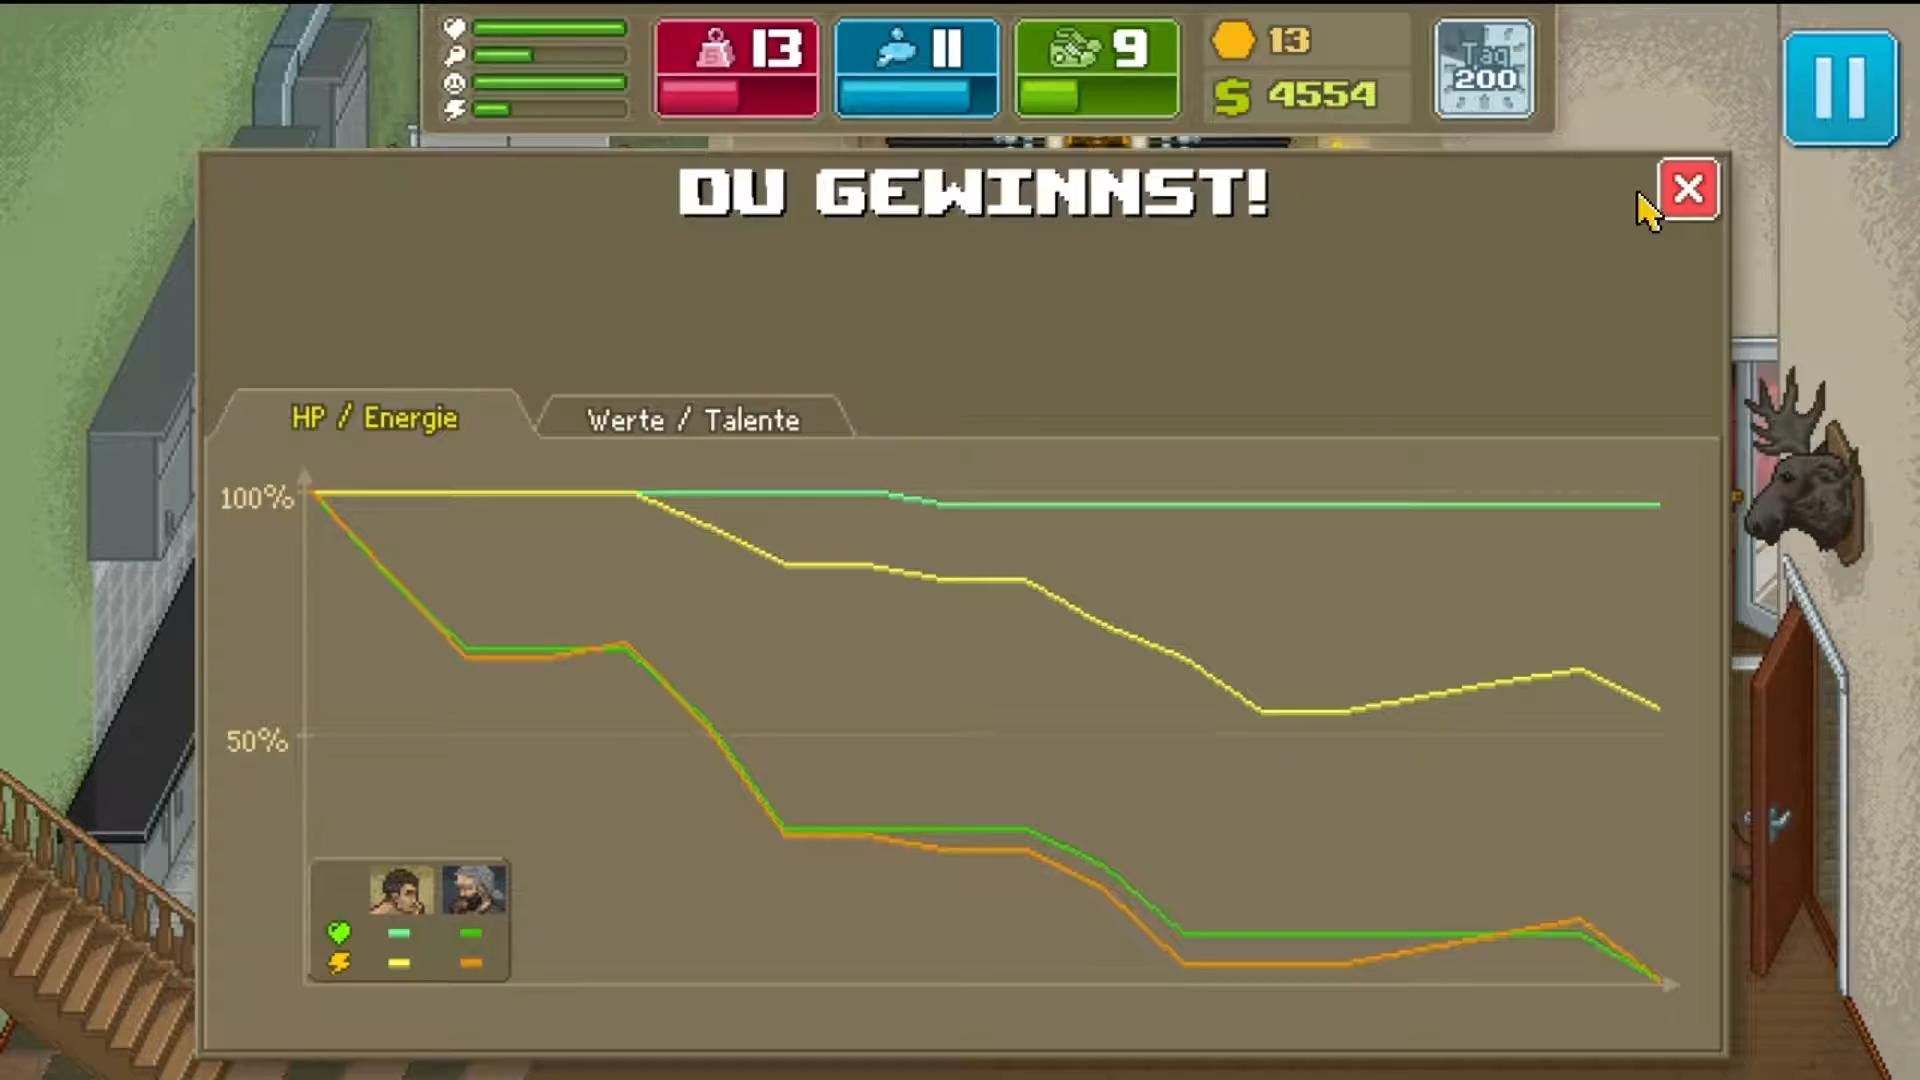 13
11
9
13
$ 4554
Tag
200
DU GEWINNST!
HP / Energie
Werte / Talente
100%
50%